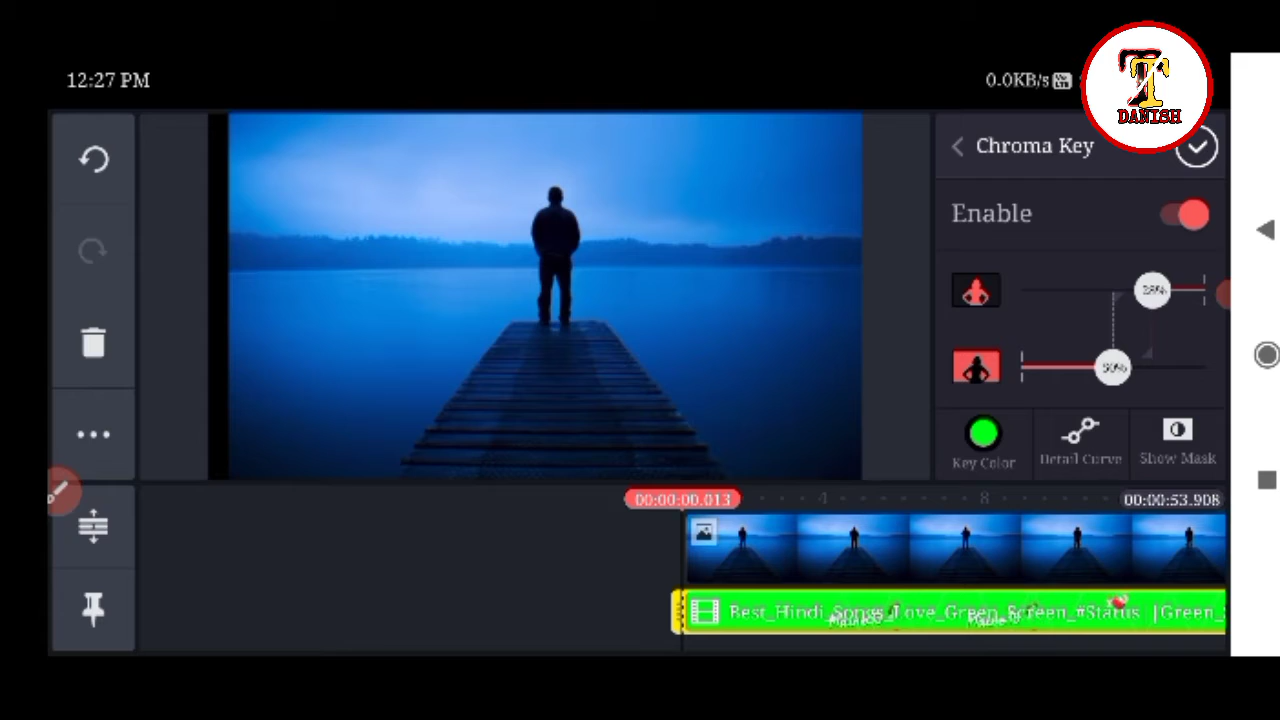 12:27 PM
0.0KB/s
T
DANISH
Chroma Key
Enable
28%
Key Color
Detail Curve
Show Mask
00:00:00.013
4
8
00:00:53.908
Best_Hindi_Songs_Love_Green_Screen_#Status_|Green_